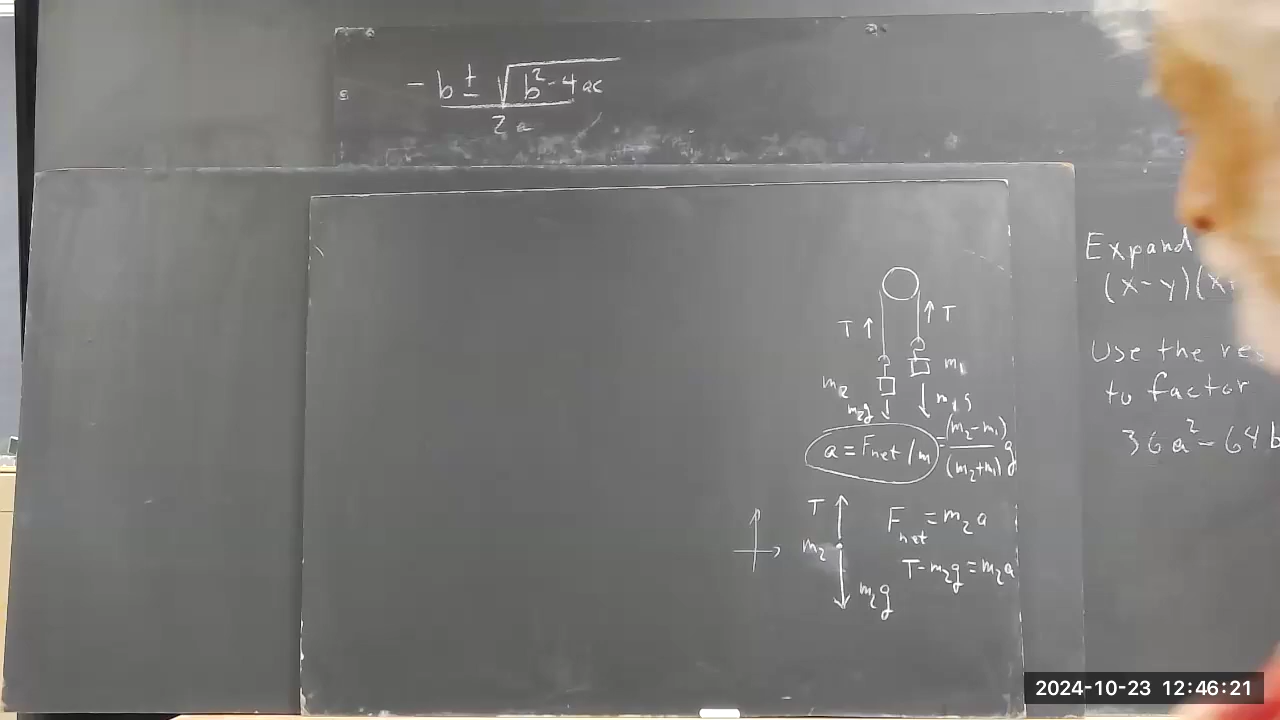 -b ± √b²-4ac
2a
Expand
(x-y)(x
T ↑ ↑ T
m₁
m₂
m₂g m₁g
a = Fnet/m = (m₂-m₁)
(m₂+m₁) g
Use the
to factor
36a² - 64b
T
Fnet = m₂a
m₂
T-m₂g = m₂a
m₂g
2024-10-23 12:46:21